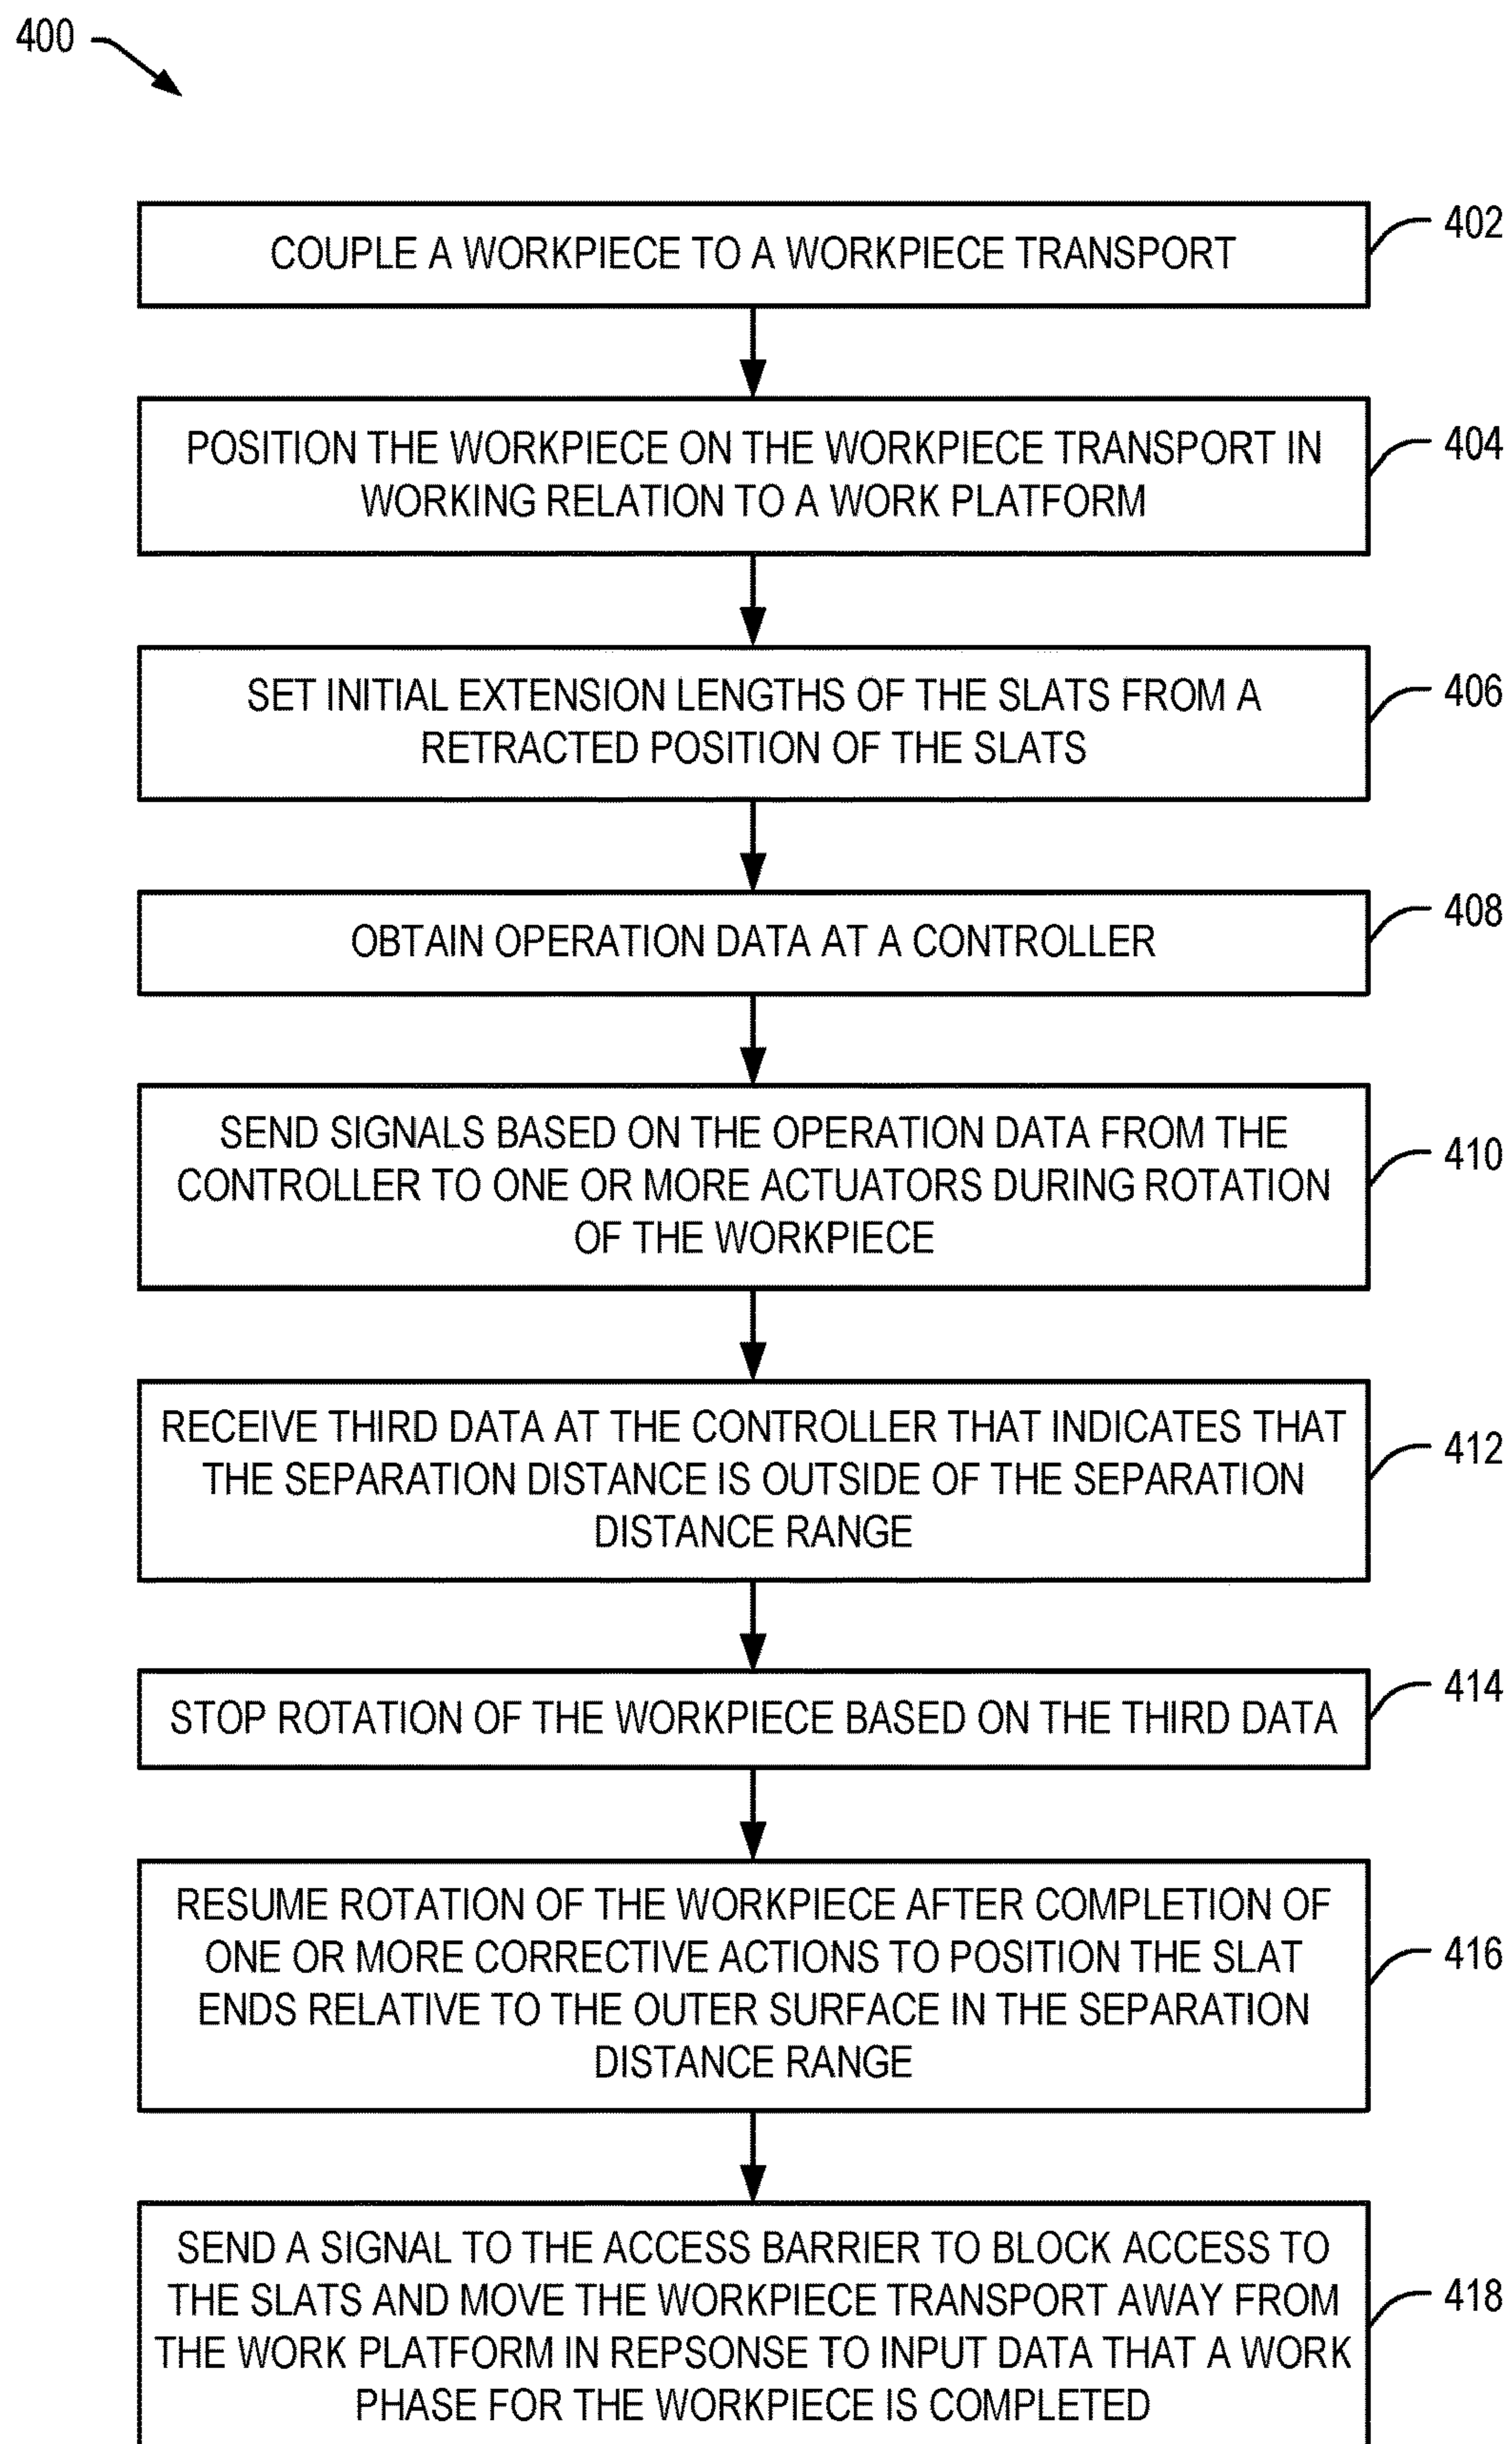 400
COUPLE A WORKPIECE TO A WORKPIECE TRANSPORT
402
POSITION THE WORKPIECE ON THE WORKPIECE TRANSPORT IN
WORKING RELATION TO A WORK PLATFORM
404
SET INITIAL EXTENSION LENGTHS OF THE SLATS FROM A
RETRACTED POSITION OF THE SLATS
406
OBTAIN OPERATION DATA AT A CONTROLLER
408
SEND SIGNALS BASED ON THE OPERATION DATA FROM THE
CONTROLLER TO ONE OR MORE ACTUATORS DURING ROTATION
OF THE WORKPIECE
410
RECEIVE THIRD DATA AT THE CONTROLLER THAT INDICATES THAT
THE SEPARATION DISTANCE IS OUTSIDE OF THE SEPARATION
DISTANCE RANGE
412
STOP ROTATION OF THE WORKPIECE BASED ON THE THIRD DATA
414
RESUME ROTATION OF THE WORKPIECE AFTER COMPLETION OF
ONE OR MORE CORRECTIVE ACTIONS TO POSITION THE SLAT
ENDS RELATIVE TO THE OUTER SURFACE IN THE SEPARATION
DISTANCE RANGE
416
SEND A SIGNAL TO THE ACCESS BARRIER TO BLOCK ACCESS TO
THE SLATS AND MOVE THE WORKPIECE TRANSPORT AWAY FROM
THE WORK PLATFORM IN REPSONSE TO INPUT DATA THAT A WORK
PHASE FOR THE WORKPIECE IS COMPLETED
418